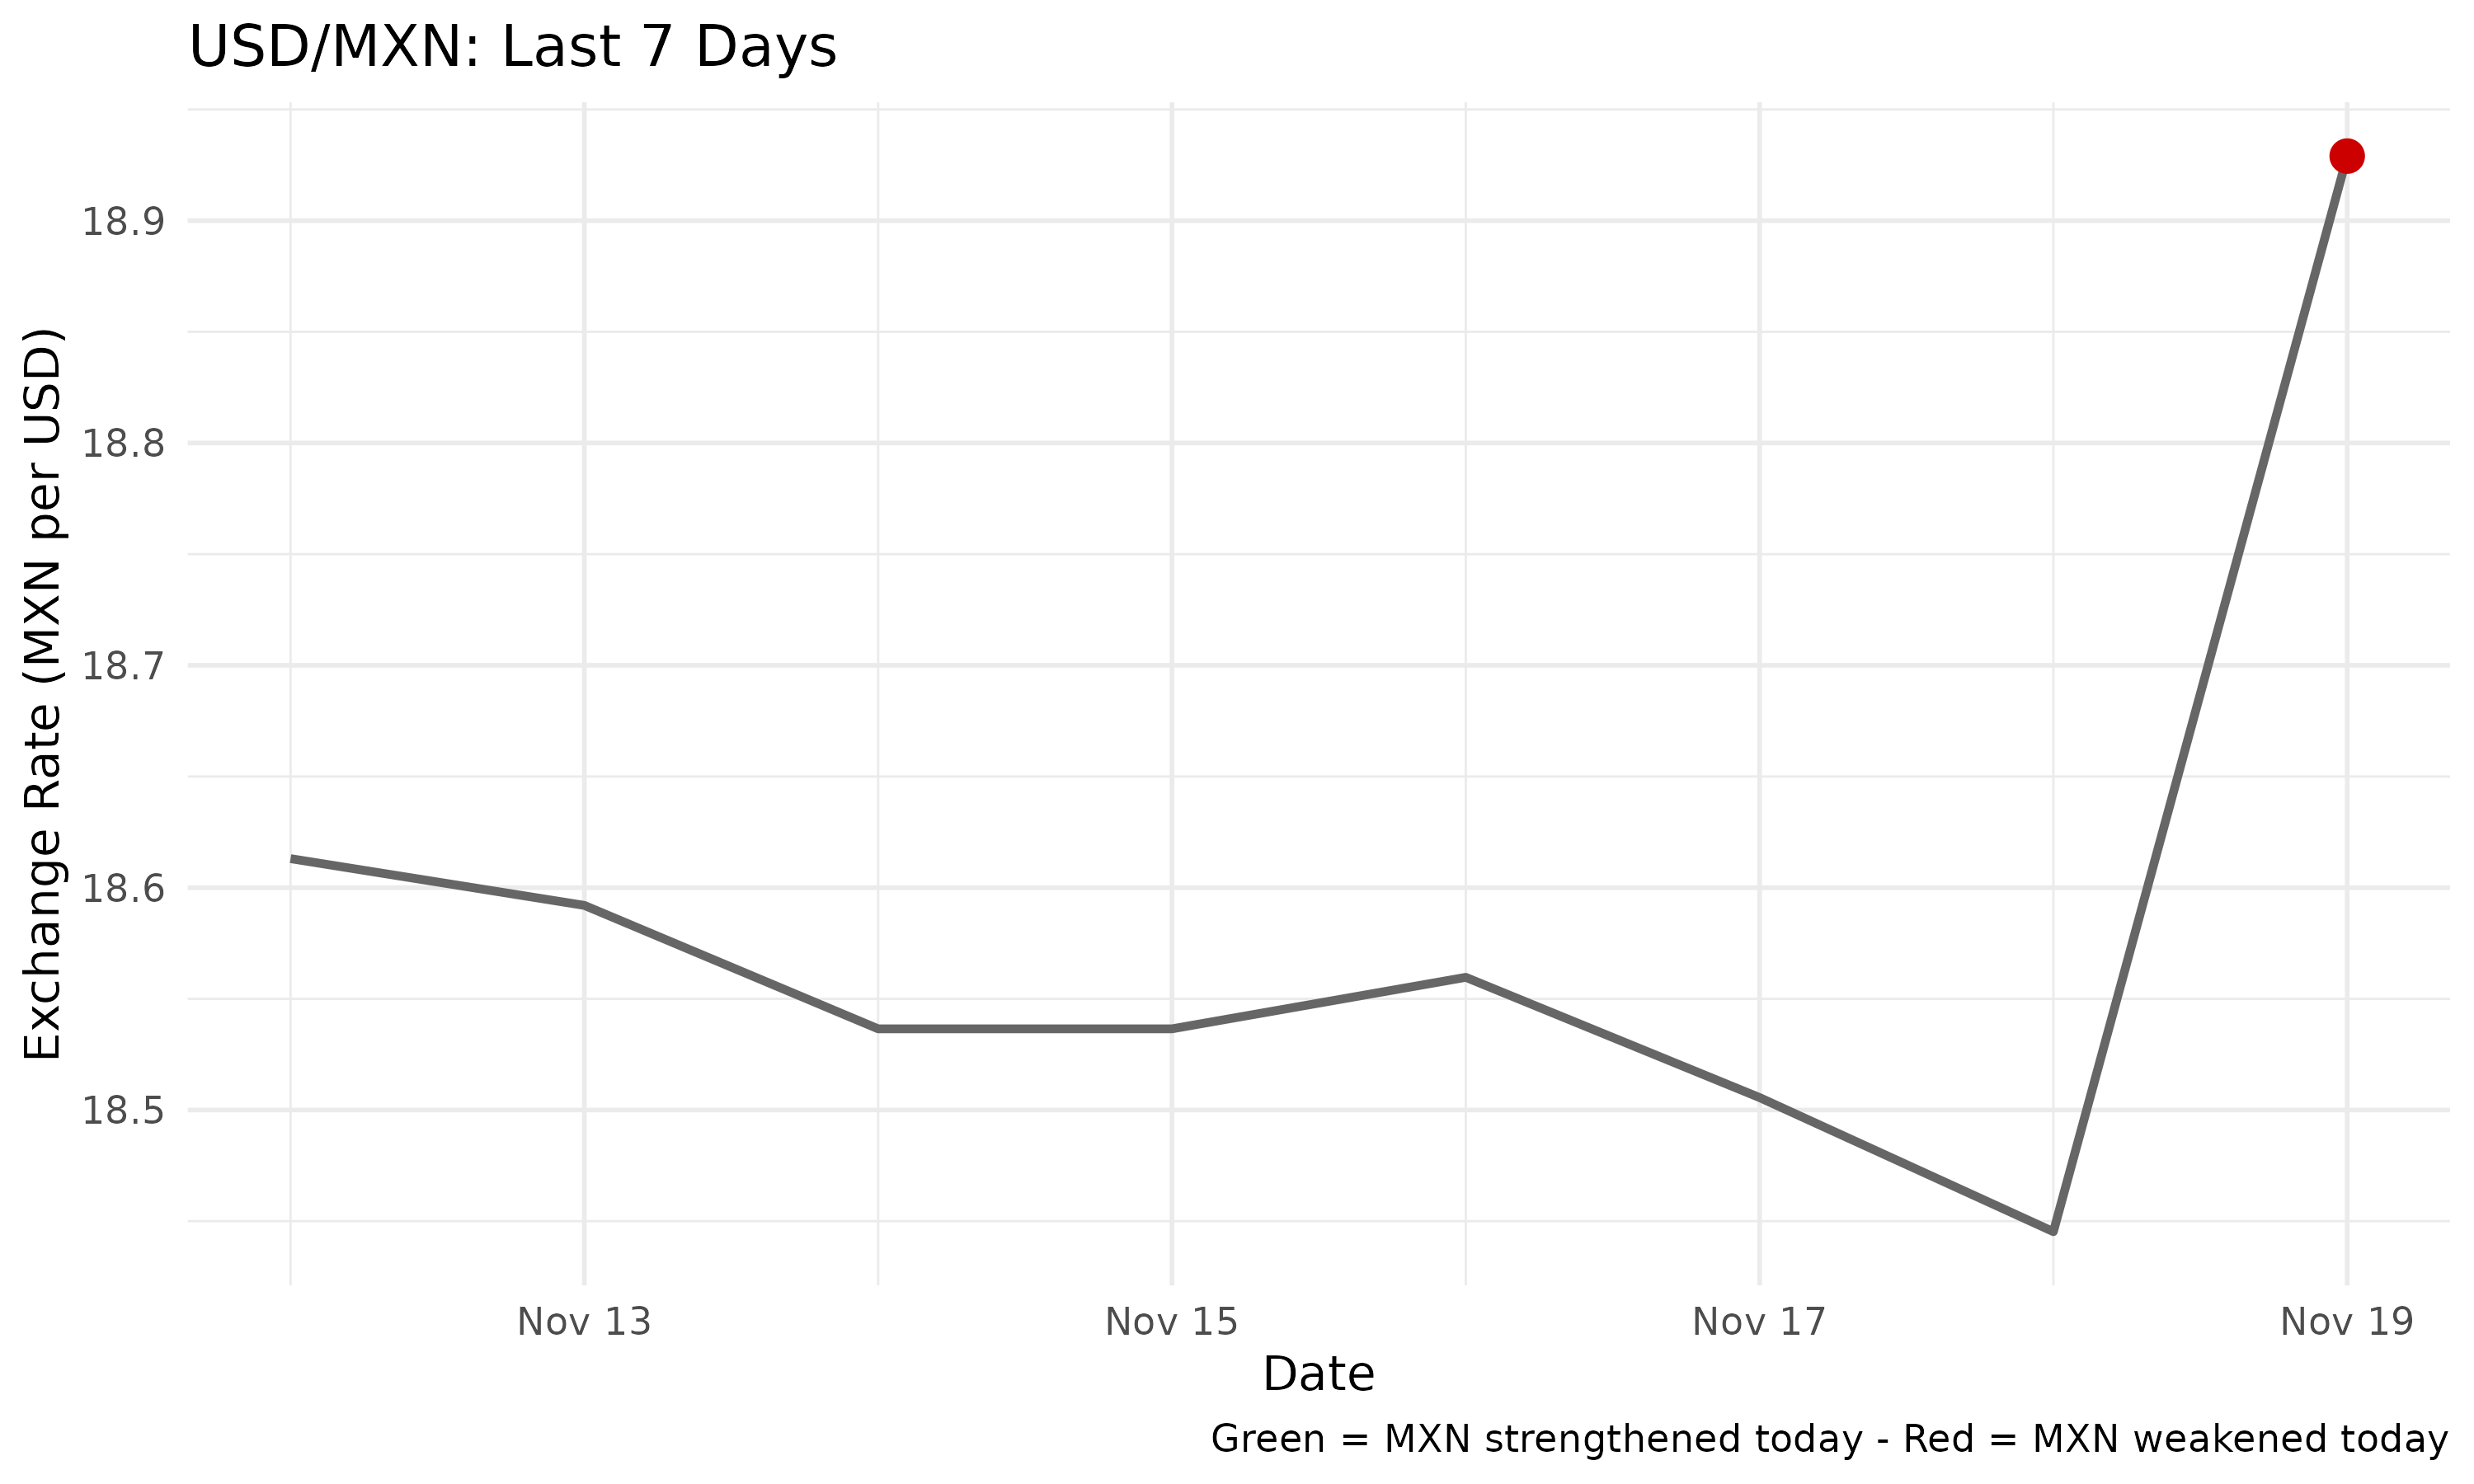 USD/MXN: Last 7 Days
Exchange Rate (MXN per USD)
18.9
18.8
18.7
18.6
18.5
Nov 13 Nov 15 Nov 17 Nov 19
Date
Green = MXN strengthened today - Red = MXN weakened today